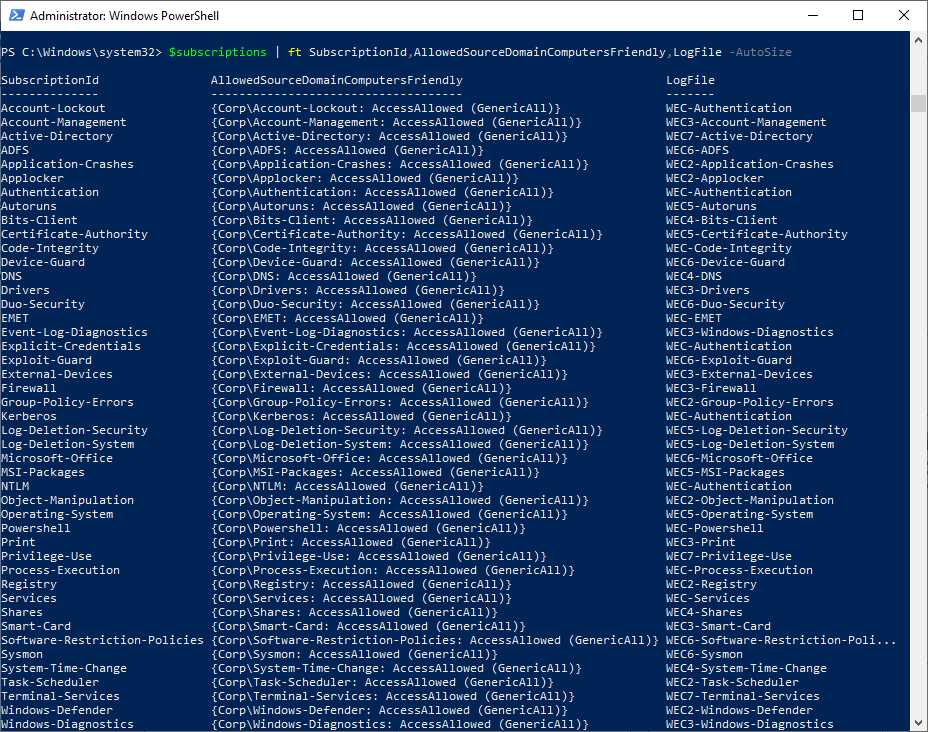 Administrator: Windows PowerShell
PS C:\Windows\system32> $subscriptions | ft SubscriptionId,AllowedSourceDomainComputersFriendly,LogFile -AutoSize
SubscriptionId AllowedSourceDomainComputersFriendly LogFile
-------------- ------------------------------------ -------
Account-Lockout {Corp\Account-Lockout: AccessAllowed (GenericAll)} WEC-Authentication
Account-Management {Corp\Account-Management: AccessAllowed (GenericAll)} WEC3-Account-Management
Active-Directory {Corp\Active-Directory: AccessAllowed (GenericAll)} WEC7-Active-Directory
ADFS {Corp\ADFS: AccessAllowed (GenericAll)} WEC6-ADFS
Application-Crashes {Corp\Application-Crashes: AccessAllowed (GenericAll)} WEC2-Application-Crashes
Applocker {Corp\Applocker: AccessAllowed (GenericAll)} WEC2-Applocker
Authentication {Corp\Authentication: AccessAllowed (GenericAll)} WEC-Authentication
Autoruns {Corp\Autoruns: AccessAllowed (GenericAll)} WEC5-Autoruns
Bits-Client {Corp\Bits-Client: AccessAllowed (GenericAll)} WEC4-Bits-Client
Certificate-Authority {Corp\Certificate-Authority: AccessAllowed (GenericAll)} WEC5-Certificate-Authority
Code-Integrity {Corp\Code-Integrity: AccessAllowed (GenericAll)} WEC-Code-Integrity
Device-Guard {Corp\Device-Guard: AccessAllowed (GenericAll)} WEC6-Device-Guard
DNS {Corp\DNS: AccessAllowed (GenericAll)} WEC4-DNS
Drivers {Corp\Drivers: AccessAllowed (GenericAll)} WEC3-Drivers
Duo-Security {Corp\Duo-Security: AccessAllowed (GenericAll)} WEC6-Duo-Security
EMET {Corp\EMET: AccessAllowed (GenericAll)} WEC-EMET
Event-Log-Diagnostics {Corp\Event-Log-Diagnostics: AccessAllowed (GenericAll)} WEC3-Windows-Diagnostics
Explicit-Credentials {Corp\Explicit-Credentials: AccessAllowed (GenericAll)} WEC-Authentication
Exploit-Guard {Corp\Exploit-Guard: AccessAllowed (GenericAll)} WEC6-Exploit-Guard
External-Devices {Corp\External-Devices: AccessAllowed (GenericAll)} WEC3-External-Devices
Firewall {Corp\Firewall: AccessAllowed (GenericAll)} WEC3-Firewall
Group-Policy-Errors {Corp\Group-Policy-Errors: AccessAllowed (GenericAll)} WEC2-Group-Policy-Errors
Kerberos {Corp\Kerberos: AccessAllowed (GenericAll)} WEC-Authentication
Log-Deletion-Security {Corp\Log-Deletion-Security: AccessAllowed (GenericAll)} WEC5-Log-Deletion-Security
Log-Deletion-System {Corp\Log-Deletion-System: AccessAllowed (GenericAll)} WEC5-Log-Deletion-System
Microsoft-Office {Corp\Microsoft-Office: AccessAllowed (GenericAll)} WEC6-Microsoft-Office
MSI-Packages {Corp\MSI-Packages: AccessAllowed (GenericAll)} WEC5-MSI-Packages
NTLM {Corp\NTLM: AccessAllowed (GenericAll)} WEC-Authentication
Object-Manipulation {Corp\Object-Manipulation: AccessAllowed (GenericAll)} WEC2-Object-Manipulation
Operating-System {Corp\Operating-System: AccessAllowed (GenericAll)} WEC5-Operating-System
Powershell {Corp\Powershell: AccessAllowed (GenericAll)} WEC-Powershell
Print {Corp\Print: AccessAllowed (GenericAll)} WEC3-Print
Privilege-Use {Corp\Privilege-Use: AccessAllowed (GenericAll)} WEC7-Privilege-Use
Process-Execution {Corp\Process-Execution: AccessAllowed (GenericAll)} WEC-Process-Execution
Registry {Corp\Registry: AccessAllowed (GenericAll)} WEC2-Registry
Services {Corp\Services: AccessAllowed (GenericAll)} WEC-Services
Shares {Corp\Shares: AccessAllowed (GenericAll)} WEC4-Shares
Smart-Card {Corp\Smart-Card: AccessAllowed (GenericAll)} WEC3-Smart-Card
Software-Restriction-Policies {Corp\Software-Restriction-Policies: AccessAllowed (GenericAll)} WEC6-Software-Restriction-Poli...
Sysmon {Corp\Sysmon: AccessAllowed (GenericAll)} WEC6-Sysmon
System-Time-Change {Corp\System-Time-Change: AccessAllowed (GenericAll)} WEC4-System-Time-Change
Task-Scheduler {Corp\Task-Scheduler: AccessAllowed (GenericAll)} WEC2-Task-Scheduler
Terminal-Services {Corp\Terminal-Services: AccessAllowed (GenericAll)} WEC7-Terminal-Services
Windows-Defender {Corp\Windows-Defender: AccessAllowed (GenericAll)} WEC2-Windows-Defender
Windows-Diagnostics {Corp\Windows-Diagnostics: AccessAllowed (GenericAll)} WEC3-Windows-Diagnostics